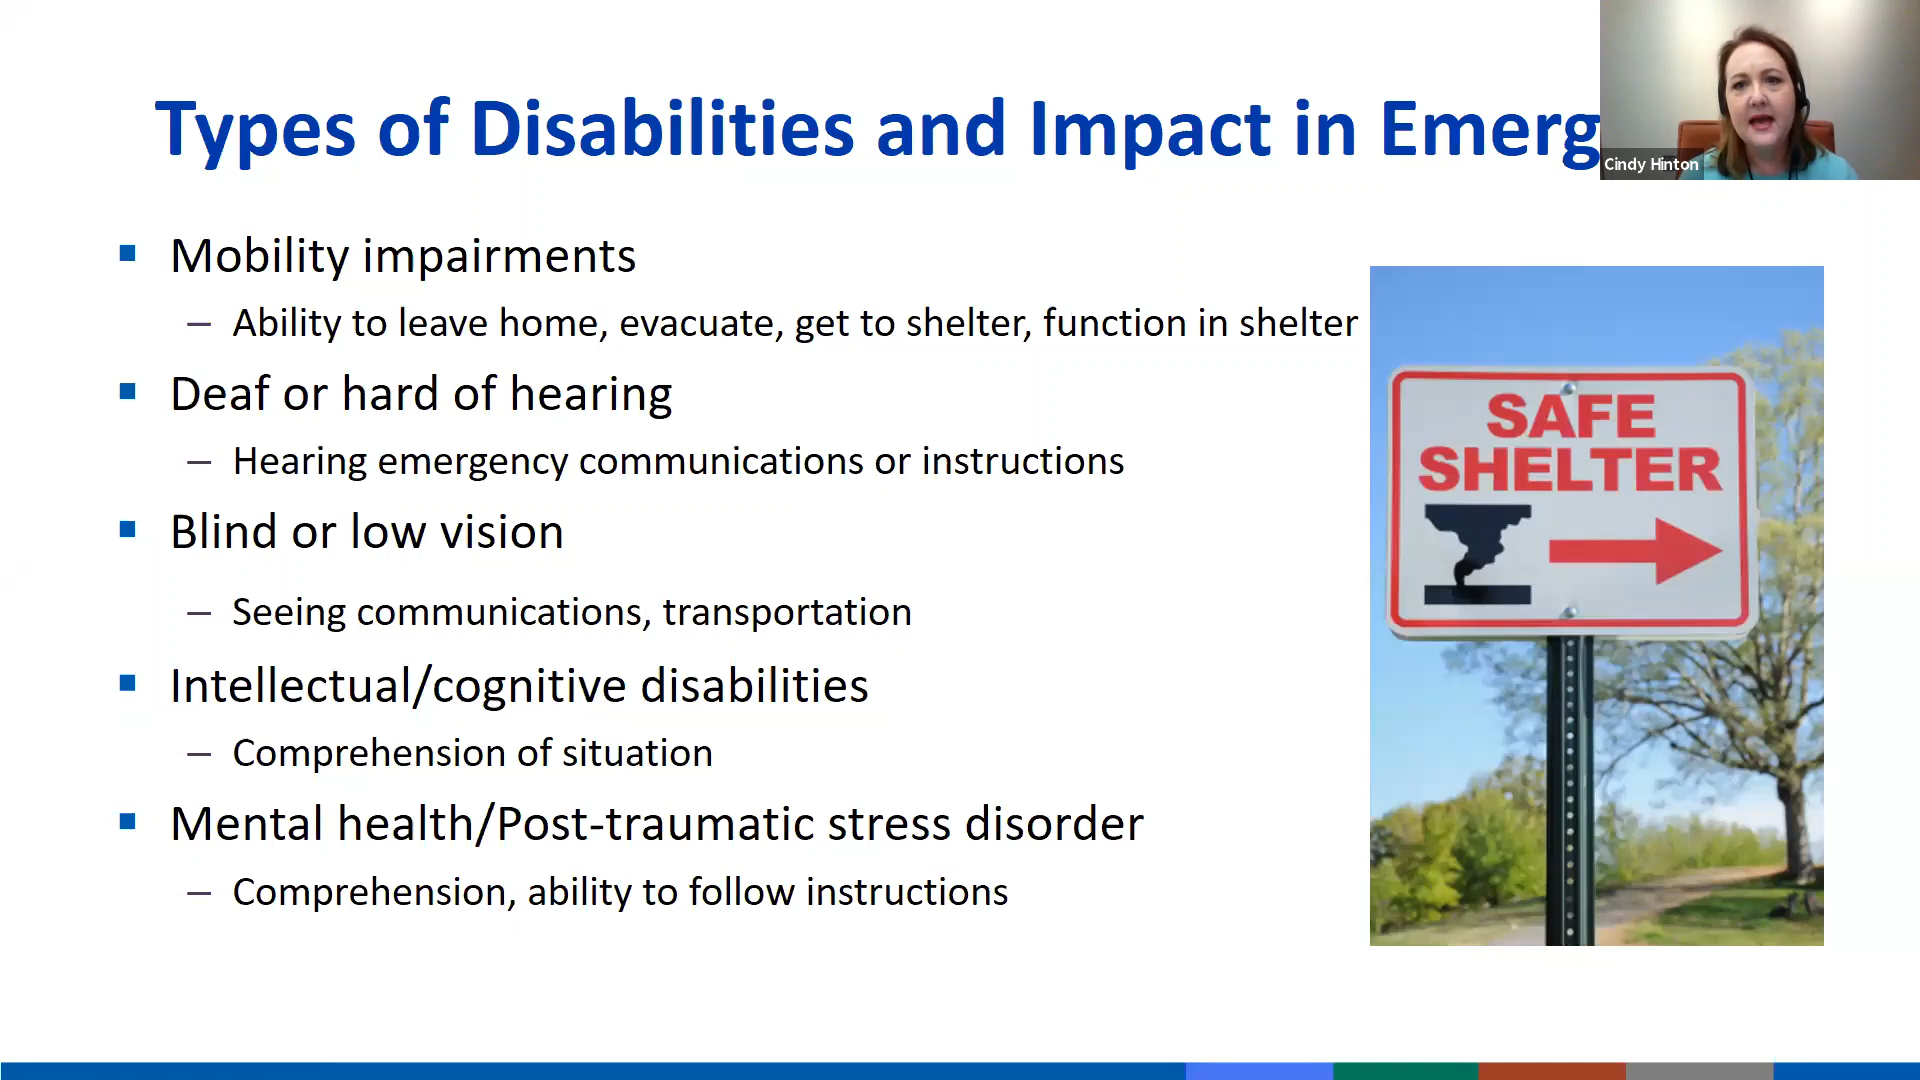 Types of Disabilities and Impact in Emerg
Cindy Hinton
Mobility impairments
– Ability to leave home, evacuate, get to shelter, function in shelter
Deaf or hard of hearing
– Hearing emergency communications or instructions
Blind or low vision
– Seeing communications, transportation
Intellectual/cognitive disabilities
– Comprehension of situation
Mental health/Post-traumatic stress disorder
– Comprehension, ability to follow instructions
SAFE
SHELTER